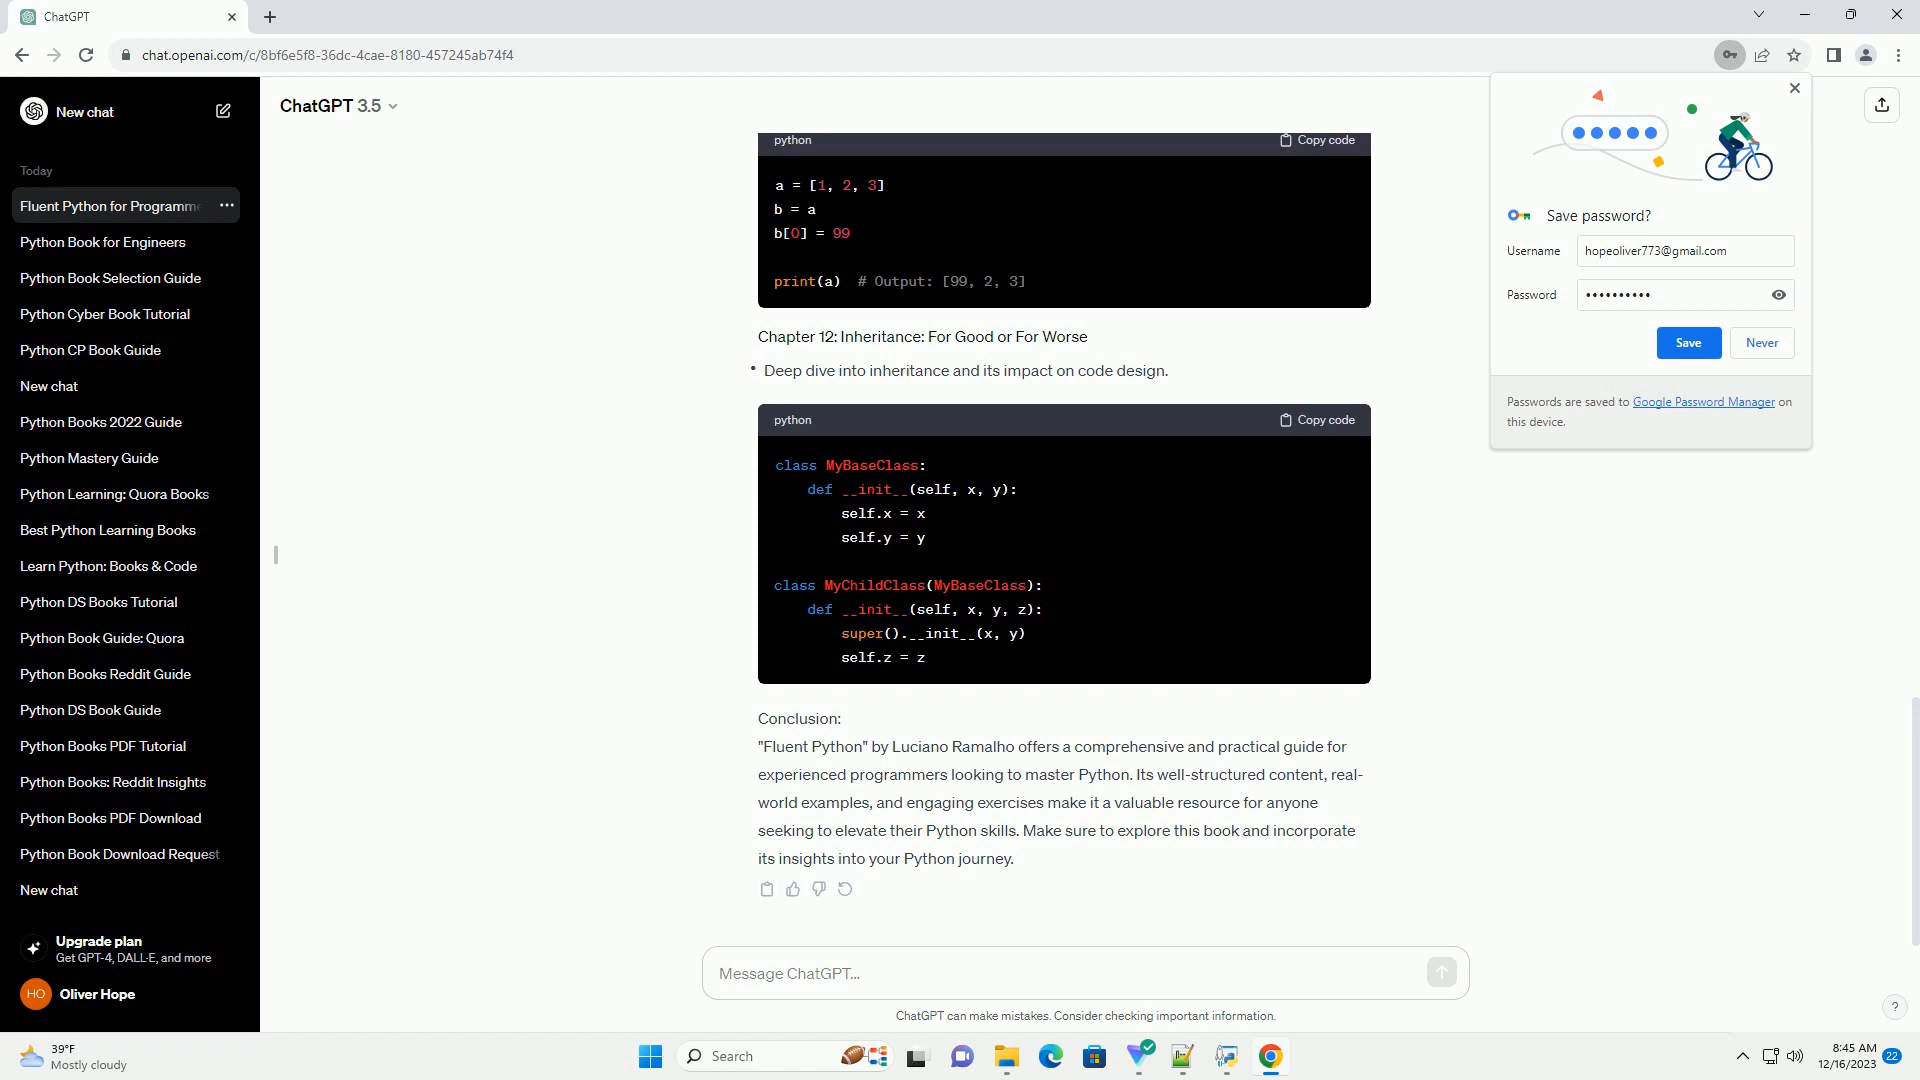 ChatGPT
chat.openai.com/c/8bf6e5f8-36dc-4cae-8180-457245ab74f4
New chat
Today
Fluent Python for Programme
Python Book for Engineers
Python Book Selection Guide
Python Cyber Book Tutorial
Python CP Book Guide
New chat
Python Books 2022 Guide
Python Mastery Guide
Python Learning: Quora Books
Best Python Learning Books
Learn Python: Books & Code
Python DS Books Tutorial
Python Book Guide: Quora
Python Books Reddit Guide
Python DS Book Guide
Python Books PDF Tutorial
Python Books: Reddit Insights
Python Books PDF Download
Python Book Download Request
New chat
Upgrade plan
Get GPT-4, DALL·E, and more
HO Oliver Hope
ChatGPT 3.5
python Copy code
a = [1, 2, 3]
b = a
b[0] = 99
print(a)  # Output: [99, 2, 3]
Chapter 12: Inheritance: For Good or For Worse
• Deep dive into inheritance and its impact on code design.
python Copy code
class MyBaseClass:
    def __init__(self, x, y):
        self.x = x
        self.y = y
class MyChildClass(MyBaseClass):
    def __init__(self, x, y, z):
        super().__init__(x, y)
        self.z = z
Conclusion:
"Fluent Python" by Luciano Ramalho offers a comprehensive and practical guide for
experienced programmers looking to master Python. Its well-structured content, real-
world examples, and engaging exercises make it a valuable resource for anyone
seeking to elevate their Python skills. Make sure to explore this book and incorporate
its insights into your Python journey.
Message ChatGPT...
ChatGPT can make mistakes. Consider checking important information.
?
Save password?
Username hopeoliver773@gmail.com
Password ••••••••••
Save Never
Passwords are saved to Google Password Manager on
this device.
39°F
Mostly cloudy
Search
8:45 AM
12/16/2023
22